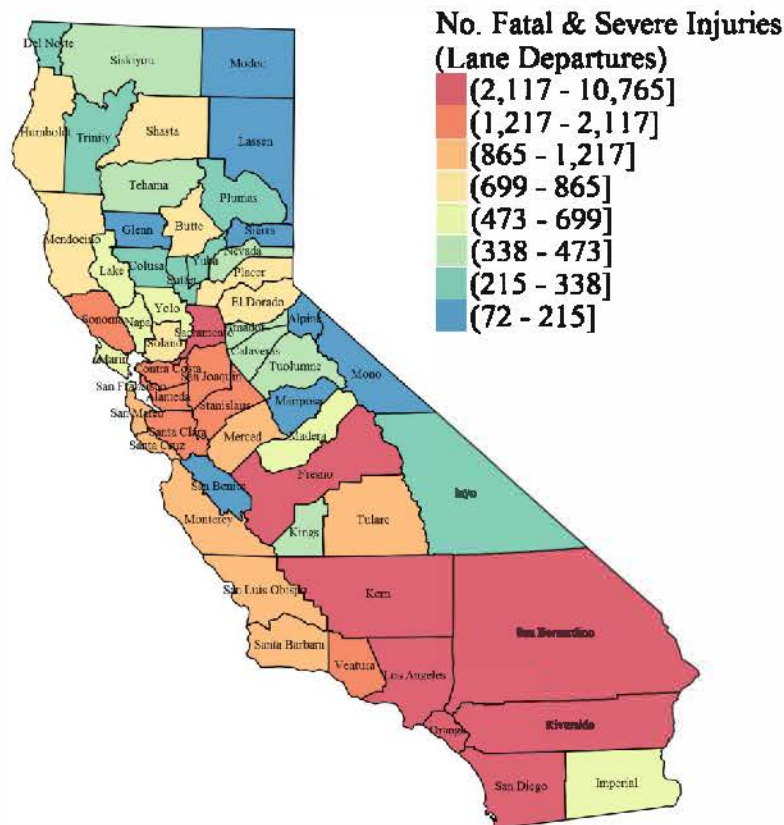 No. Fatal & Severe Injuries
(Lane Departures)
(2,117 - 10,765]
(1,217 - 2,117]
(865 - 1,217]
(699 - 865]
(473 - 699]
(338 - 473]
(215 - 338]
(72 - 215]
Del Norte
Siskiyou
Modoc
Humboldt
Trinity
Shasta
Lassen
Tehama
Plumas
Mendocino
Glenn
Butte
Sierra
Lake
Colusa
Sutter
Yuba
Nevada
Placer
Sonoma
Napa
Yolo
El Dorado
Sacramento
Amador
Alpine
Solano
Marin
Calaveras
Contra Costa
San Joaquin
Tuolumne
Mono
San Francisco
Alameda
Stanislaus
Mariposa
San Mateo
Santa Clara
Merced
Madera
Santa Cruz
Fresno
San Benito
Inyo
Monterey
Kings
Tulare
San Luis Obispo
Kern
San Bernardino
Santa Barbara
Ventura
Los Angeles
Orange
Riverside
San Diego
Imperial